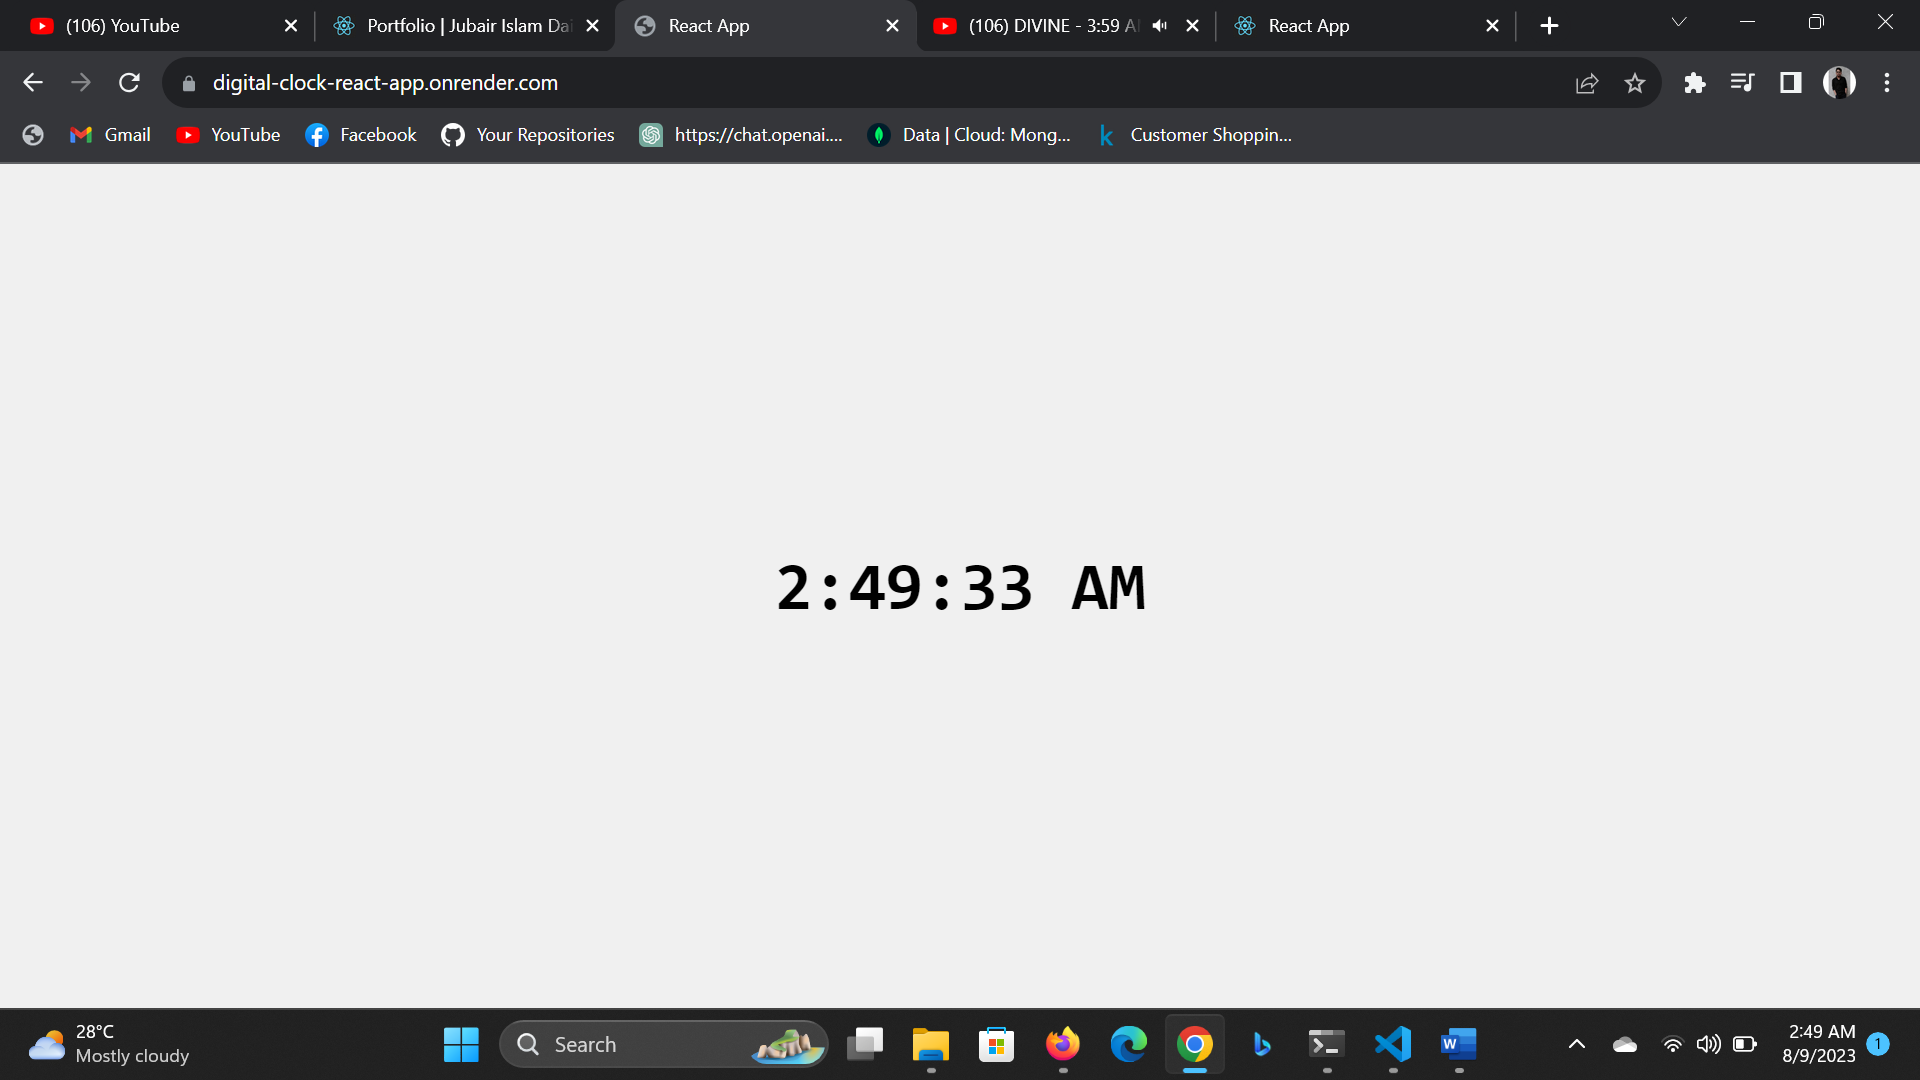 (106) YouTube
Portfolio | Jubair Islam Dai
React App
(106) DIVINE - 3:59 A
React App
digital-clock-react-app.onrender.com
Gmail
YouTube
Facebook
Your Repositories
https://chat.openai....
Data | Cloud: Mong...
k
Customer Shoppin...
2:49:33 AM
28°C
Mostly cloudy
Search
W
2:49 AM
8/9/2023
1